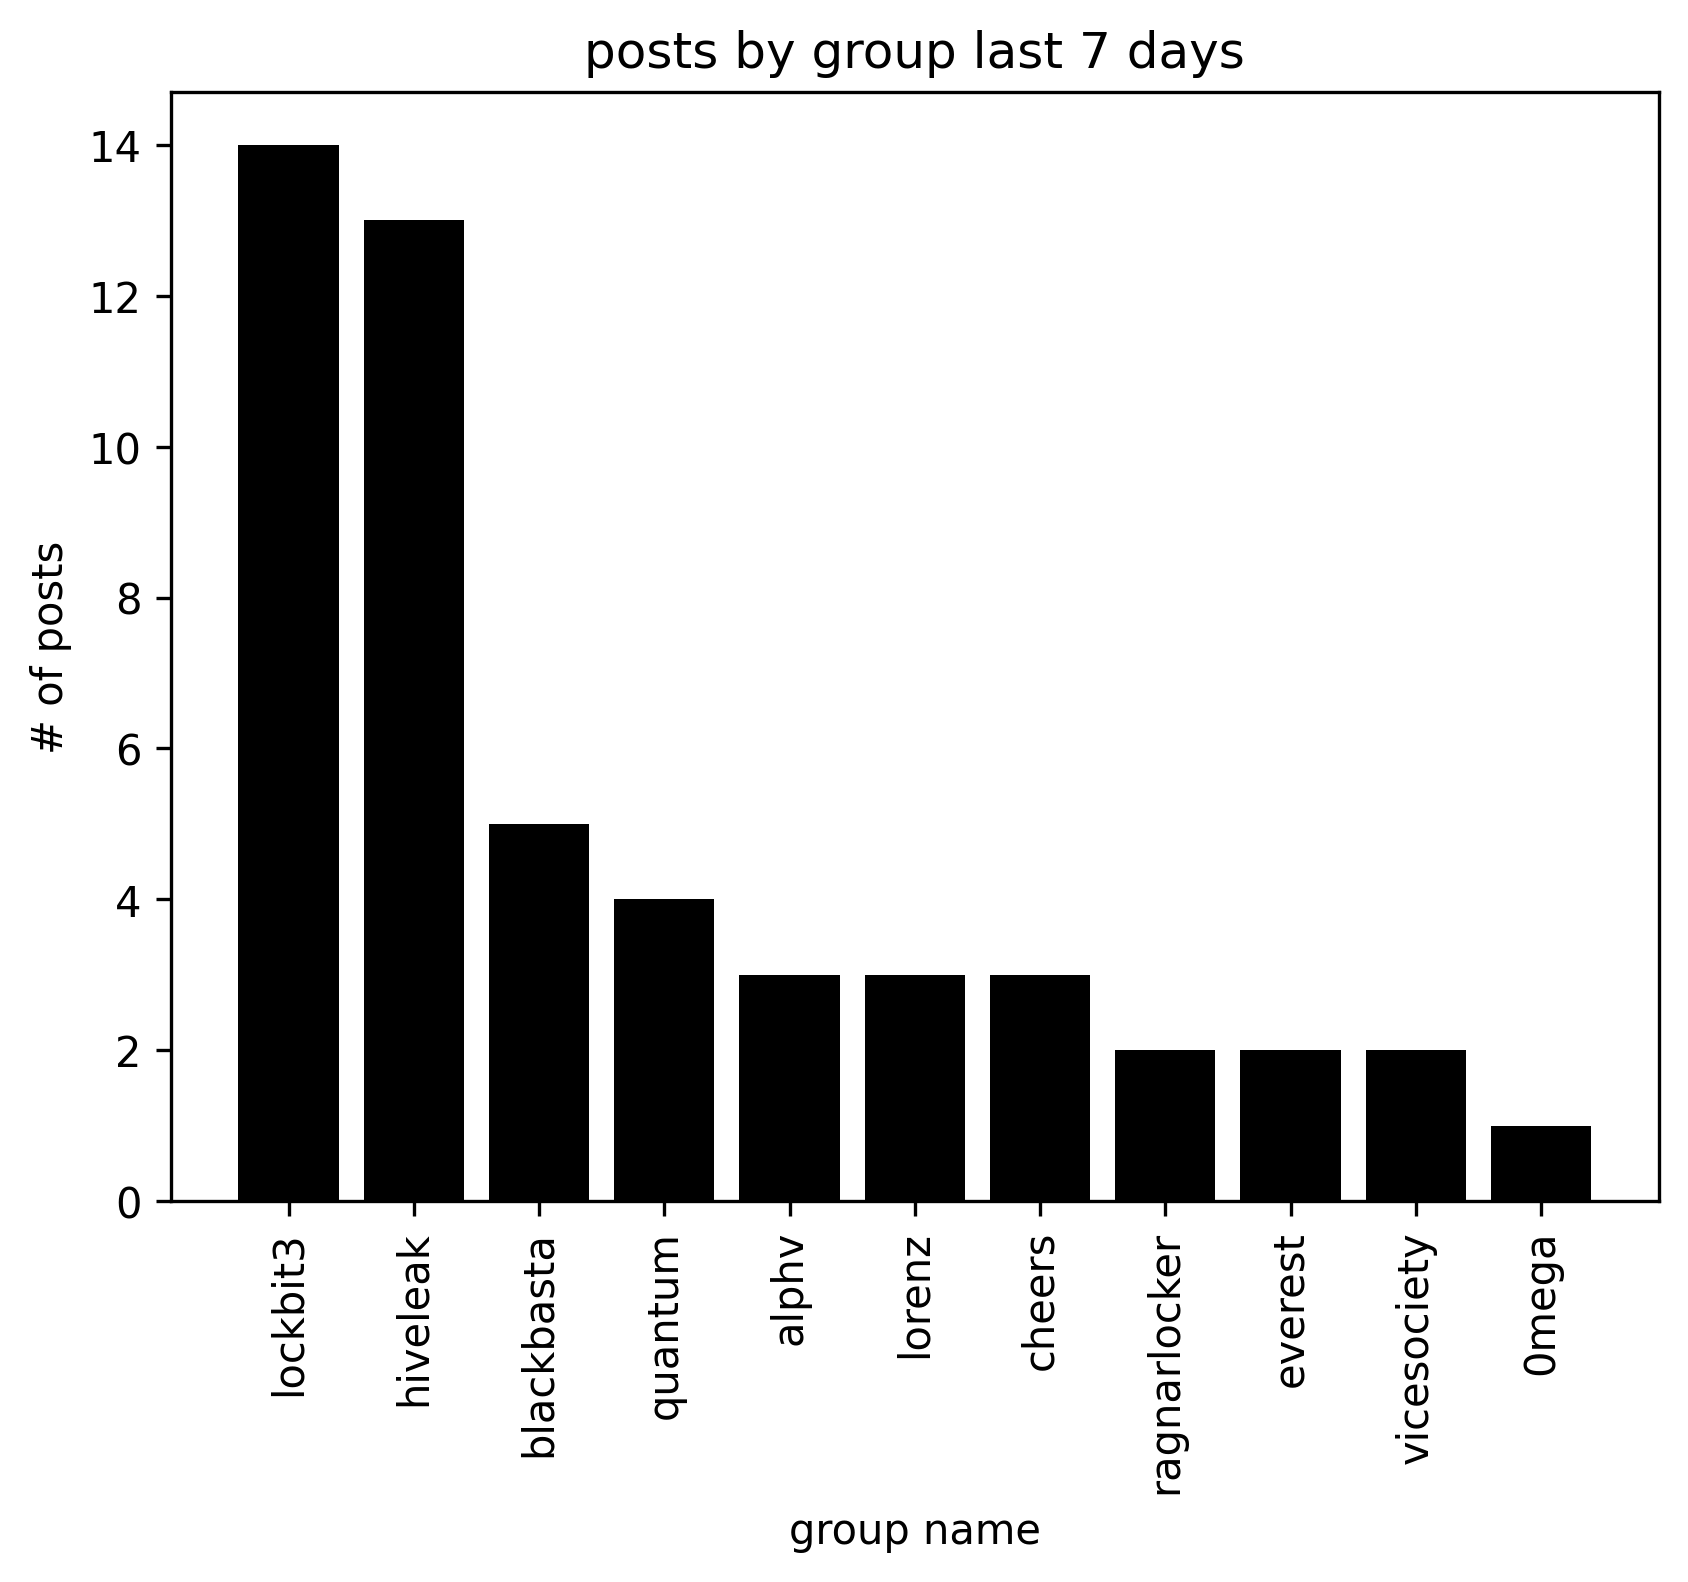 posts by group last 7 days
# of posts
14
12
10
8
6
4
2
0
lockbit3
hiveleak
blackbasta
quantum
alphv
lorenz
cheers
ragnarlocker
everest
vicesociety
0mega
group name